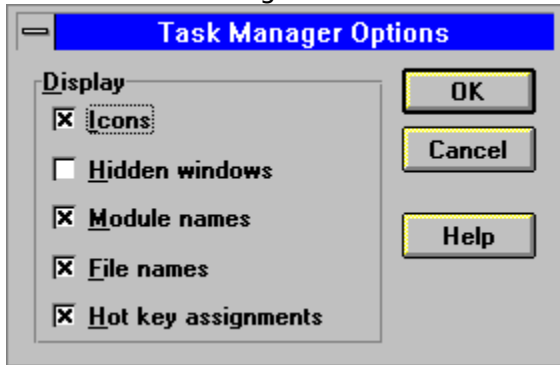 Task Manager Options
Display
Icons
Hidden windows
Module names
File names
Hot key assignments
OK
Cancel
Help